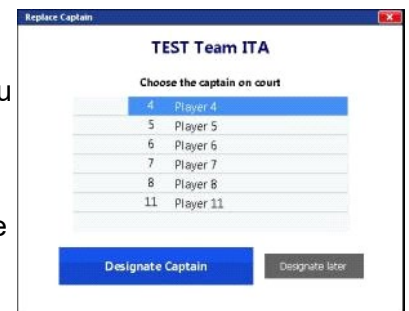 Replace Captain
TEST Team ITA
Choose the captain on court
u
4 Player 4
5 Player 5
6 Player 6
7 Player 7
8 Player 8
e
11 Player 11
Designate Captain Designate later